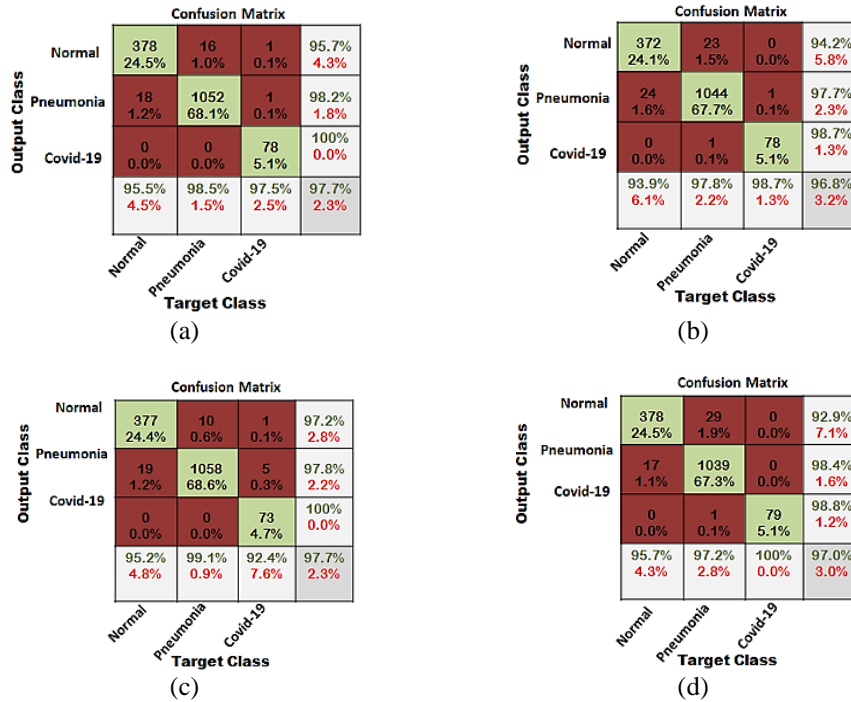 Confusion Matrix
Normal 378 16 1 95.7%
24.5% 1.0% 0.1% 4.3%
Pneumonia 18 1052 1 98.2%
1.2% 68.1% 0.1% 1.8%
Covid-19 0 0 78 100%
0.0% 0.0% 5.1% 0.0%
95.5% 98.5% 97.5% 97.7%
4.5% 1.5% 2.5% 2.3%
Output Class
Normal Pneumonia Covid-19
Target Class
(a)
Confusion Matrix
Normal 372 23 0 94.2%
24.1% 1.5% 0.0% 5.8%
Pneumonia 24 1044 1 97.7%
1.6% 67.7% 0.1% 2.3%
Covid-19 0 1 78 98.7%
0.0% 0.1% 5.1% 1.3%
93.9% 97.8% 98.7% 96.8%
6.1% 2.2% 1.3% 3.2%
Output Class
Normal Pneumonia Covid-19
Target Class
(b)
Confusion Matrix
Normal 377 10 1 97.2%
24.4% 0.6% 0.1% 2.8%
Pneumonia 19 1058 5 97.8%
1.2% 68.6% 0.3% 2.2%
Covid-19 0 0 73 100%
0.0% 0.0% 4.7% 0.0%
95.2% 99.1% 92.4% 97.7%
4.8% 0.9% 7.6% 2.3%
Output Class
Normal Pneumonia Covid-19
Target Class
(c)
Confusion Matrix
Normal 378 29 0 92.9%
24.5% 1.9% 0.0% 7.1%
Pneumonia 17 1039 0 98.4%
1.1% 67.3% 0.0% 1.6%
Covid-19 0 1 79 98.8%
0.0% 0.1% 5.1% 1.2%
95.7% 97.2% 100% 97.0%
4.3% 2.8% 0.0% 3.0%
Output Class
Normal Pneumonia Covid-19
Target Class
(d)